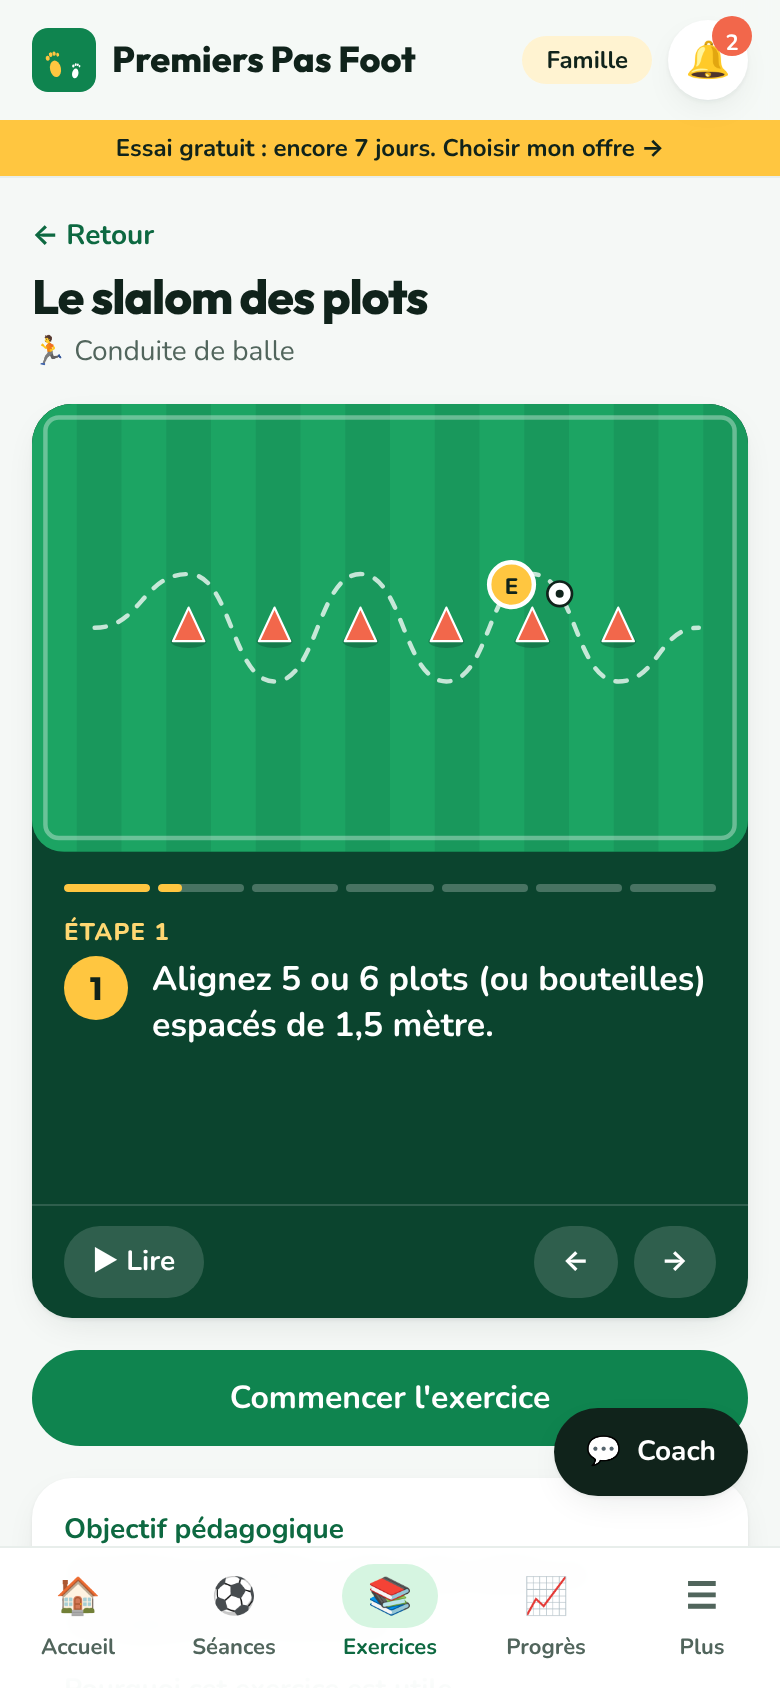 Premiers Pas Foot
Famille
2
Essai gratuit : encore 7 jours. Choisir mon offre →
← Retour
Le slalom des plots
Conduite de balle
E
ÉTAPE 1
1
Alignez 5 ou 6 plots (ou bouteilles)
espacés de 1,5 mètre.
▶ Lire
←
→
Commencer l'exercice
Coach
Objectif pédagogique
Accueil
Séances
Exercices
Progrès
Plus